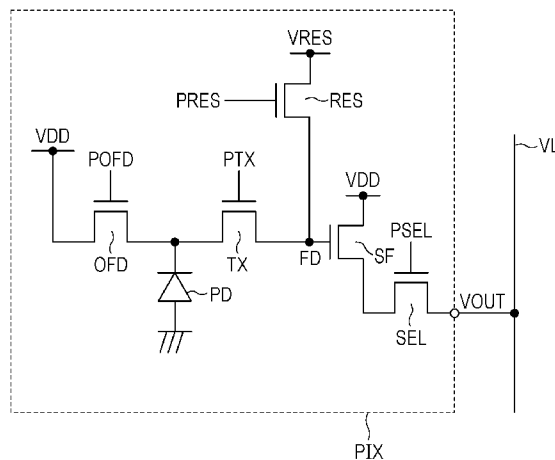 VRES
PRES
RES
VL
VDD
POFD
PTX
VDD
PSEL
OFD
TX
FD
SF
PD
VOUT
SEL
PIX